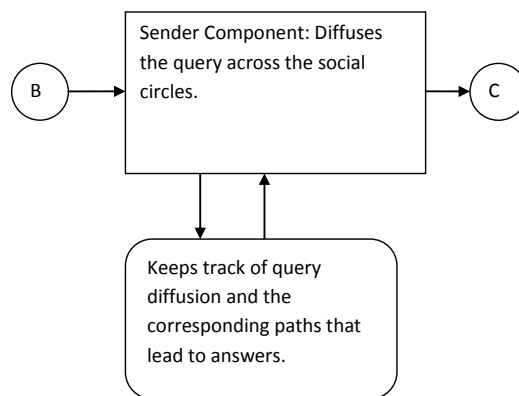 Sender Component: Diffuses
the query across the social
circles.
B
C
Keeps track of query
diffusion and the
corresponding paths that
lead to answers.